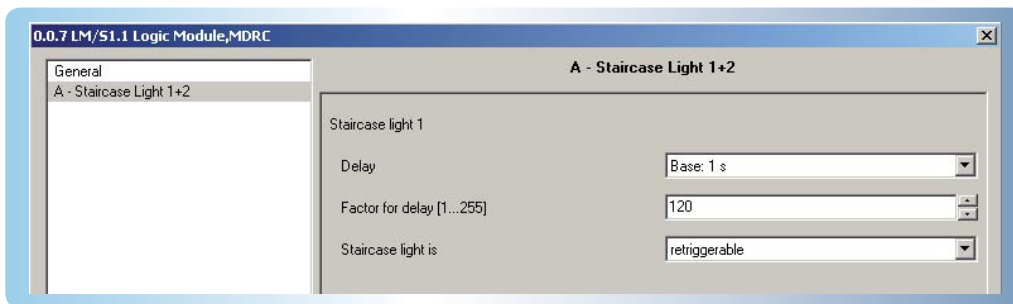 0.0.7 LM/S1.1 Logic Module,MDRC
General
A - Staircase Light 1+2
A - Staircase Light 1+2
Staircase light 1
Delay
Base: 1 s
Factor for delay [1...255]
120
Staircase light is
retriggerable